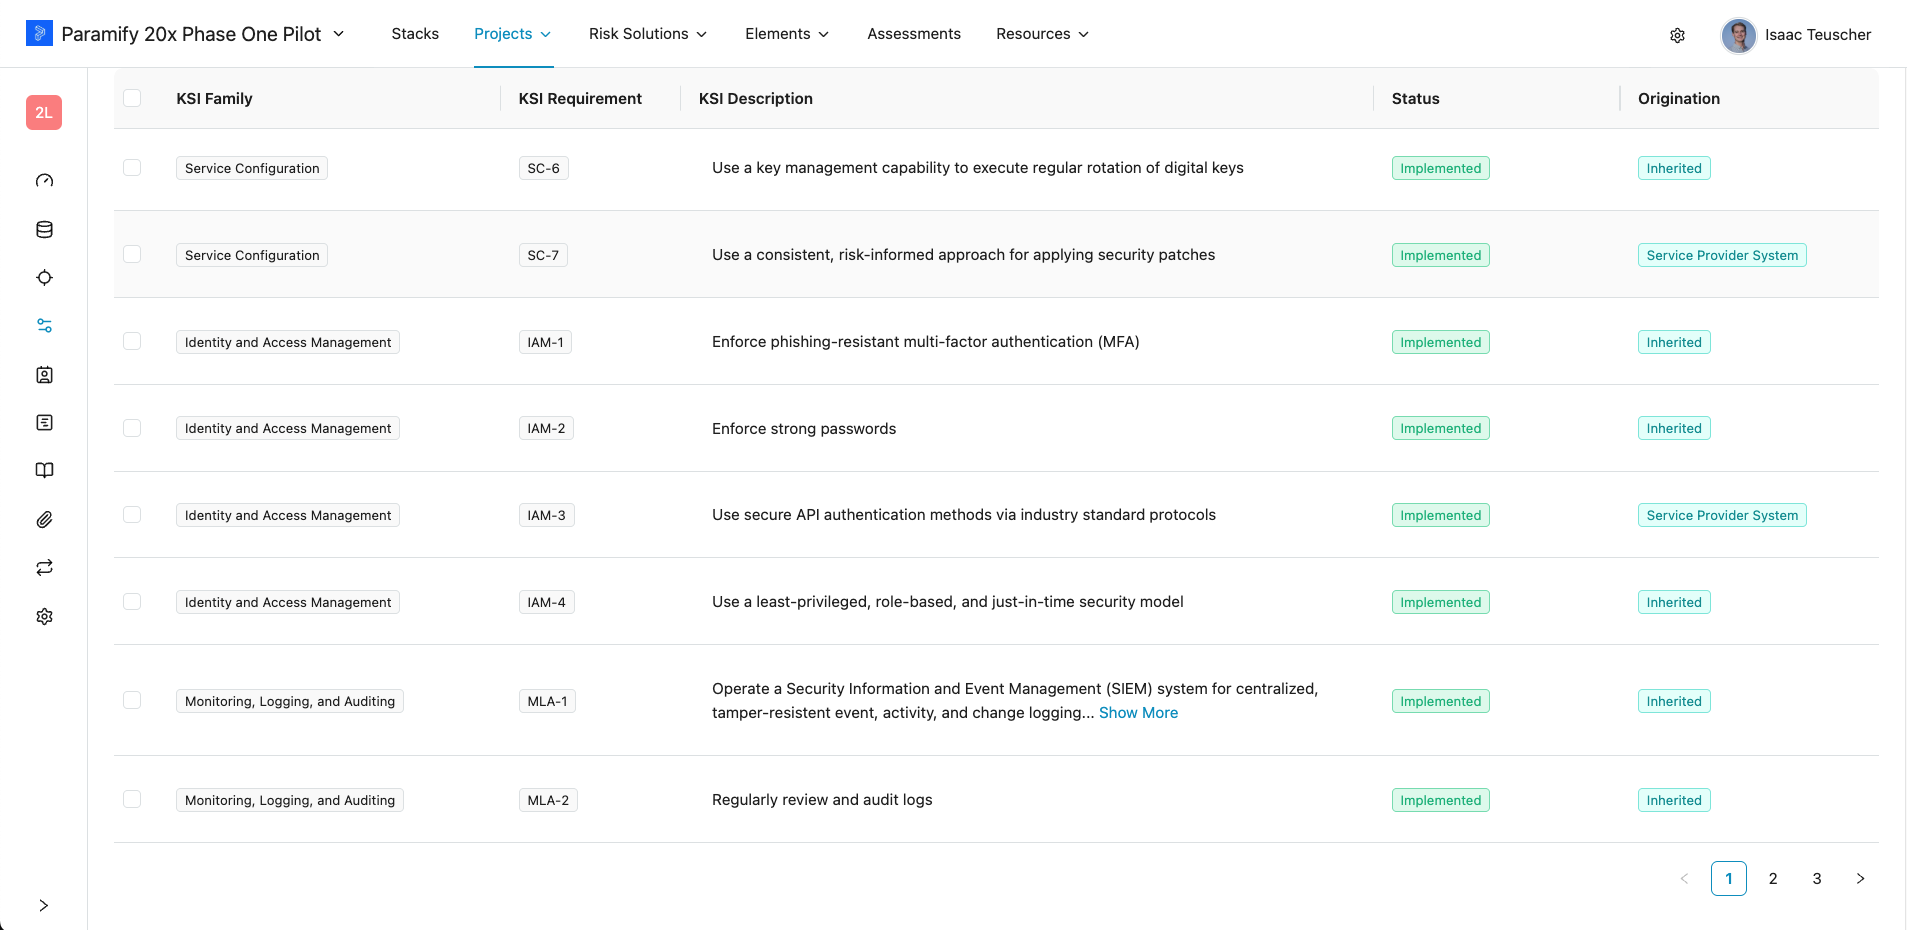 Paramify 20x Phase One Pilot Stacks Projects Risk Solutions Elements Assessments Resources Isaac Teuscher
2L
KSI Family KSI Requirement KSI Description Status Origination
Service Configuration SC-6 Use a key management capability to execute regular rotation of digital keys Implemented Inherited
Service Configuration SC-7 Use a consistent, risk-informed approach for applying security patches Implemented Service Provider System
Identity and Access Management IAM-1 Enforce phishing-resistant multi-factor authentication (MFA) Implemented Inherited
Identity and Access Management IAM-2 Enforce strong passwords Implemented Inherited
Identity and Access Management IAM-3 Use secure API authentication methods via industry standard protocols Implemented Service Provider System
Identity and Access Management IAM-4 Use a least-privileged, role-based, and just-in-time security model Implemented Inherited
Monitoring, Logging, and Auditing MLA-1 Operate a Security Information and Event Management (SIEM) system for centralized,
tamper-resistent event, activity, and change logging... Show More Implemented Inherited
Monitoring, Logging, and Auditing MLA-2 Regularly review and audit logs Implemented Inherited
1 2 3